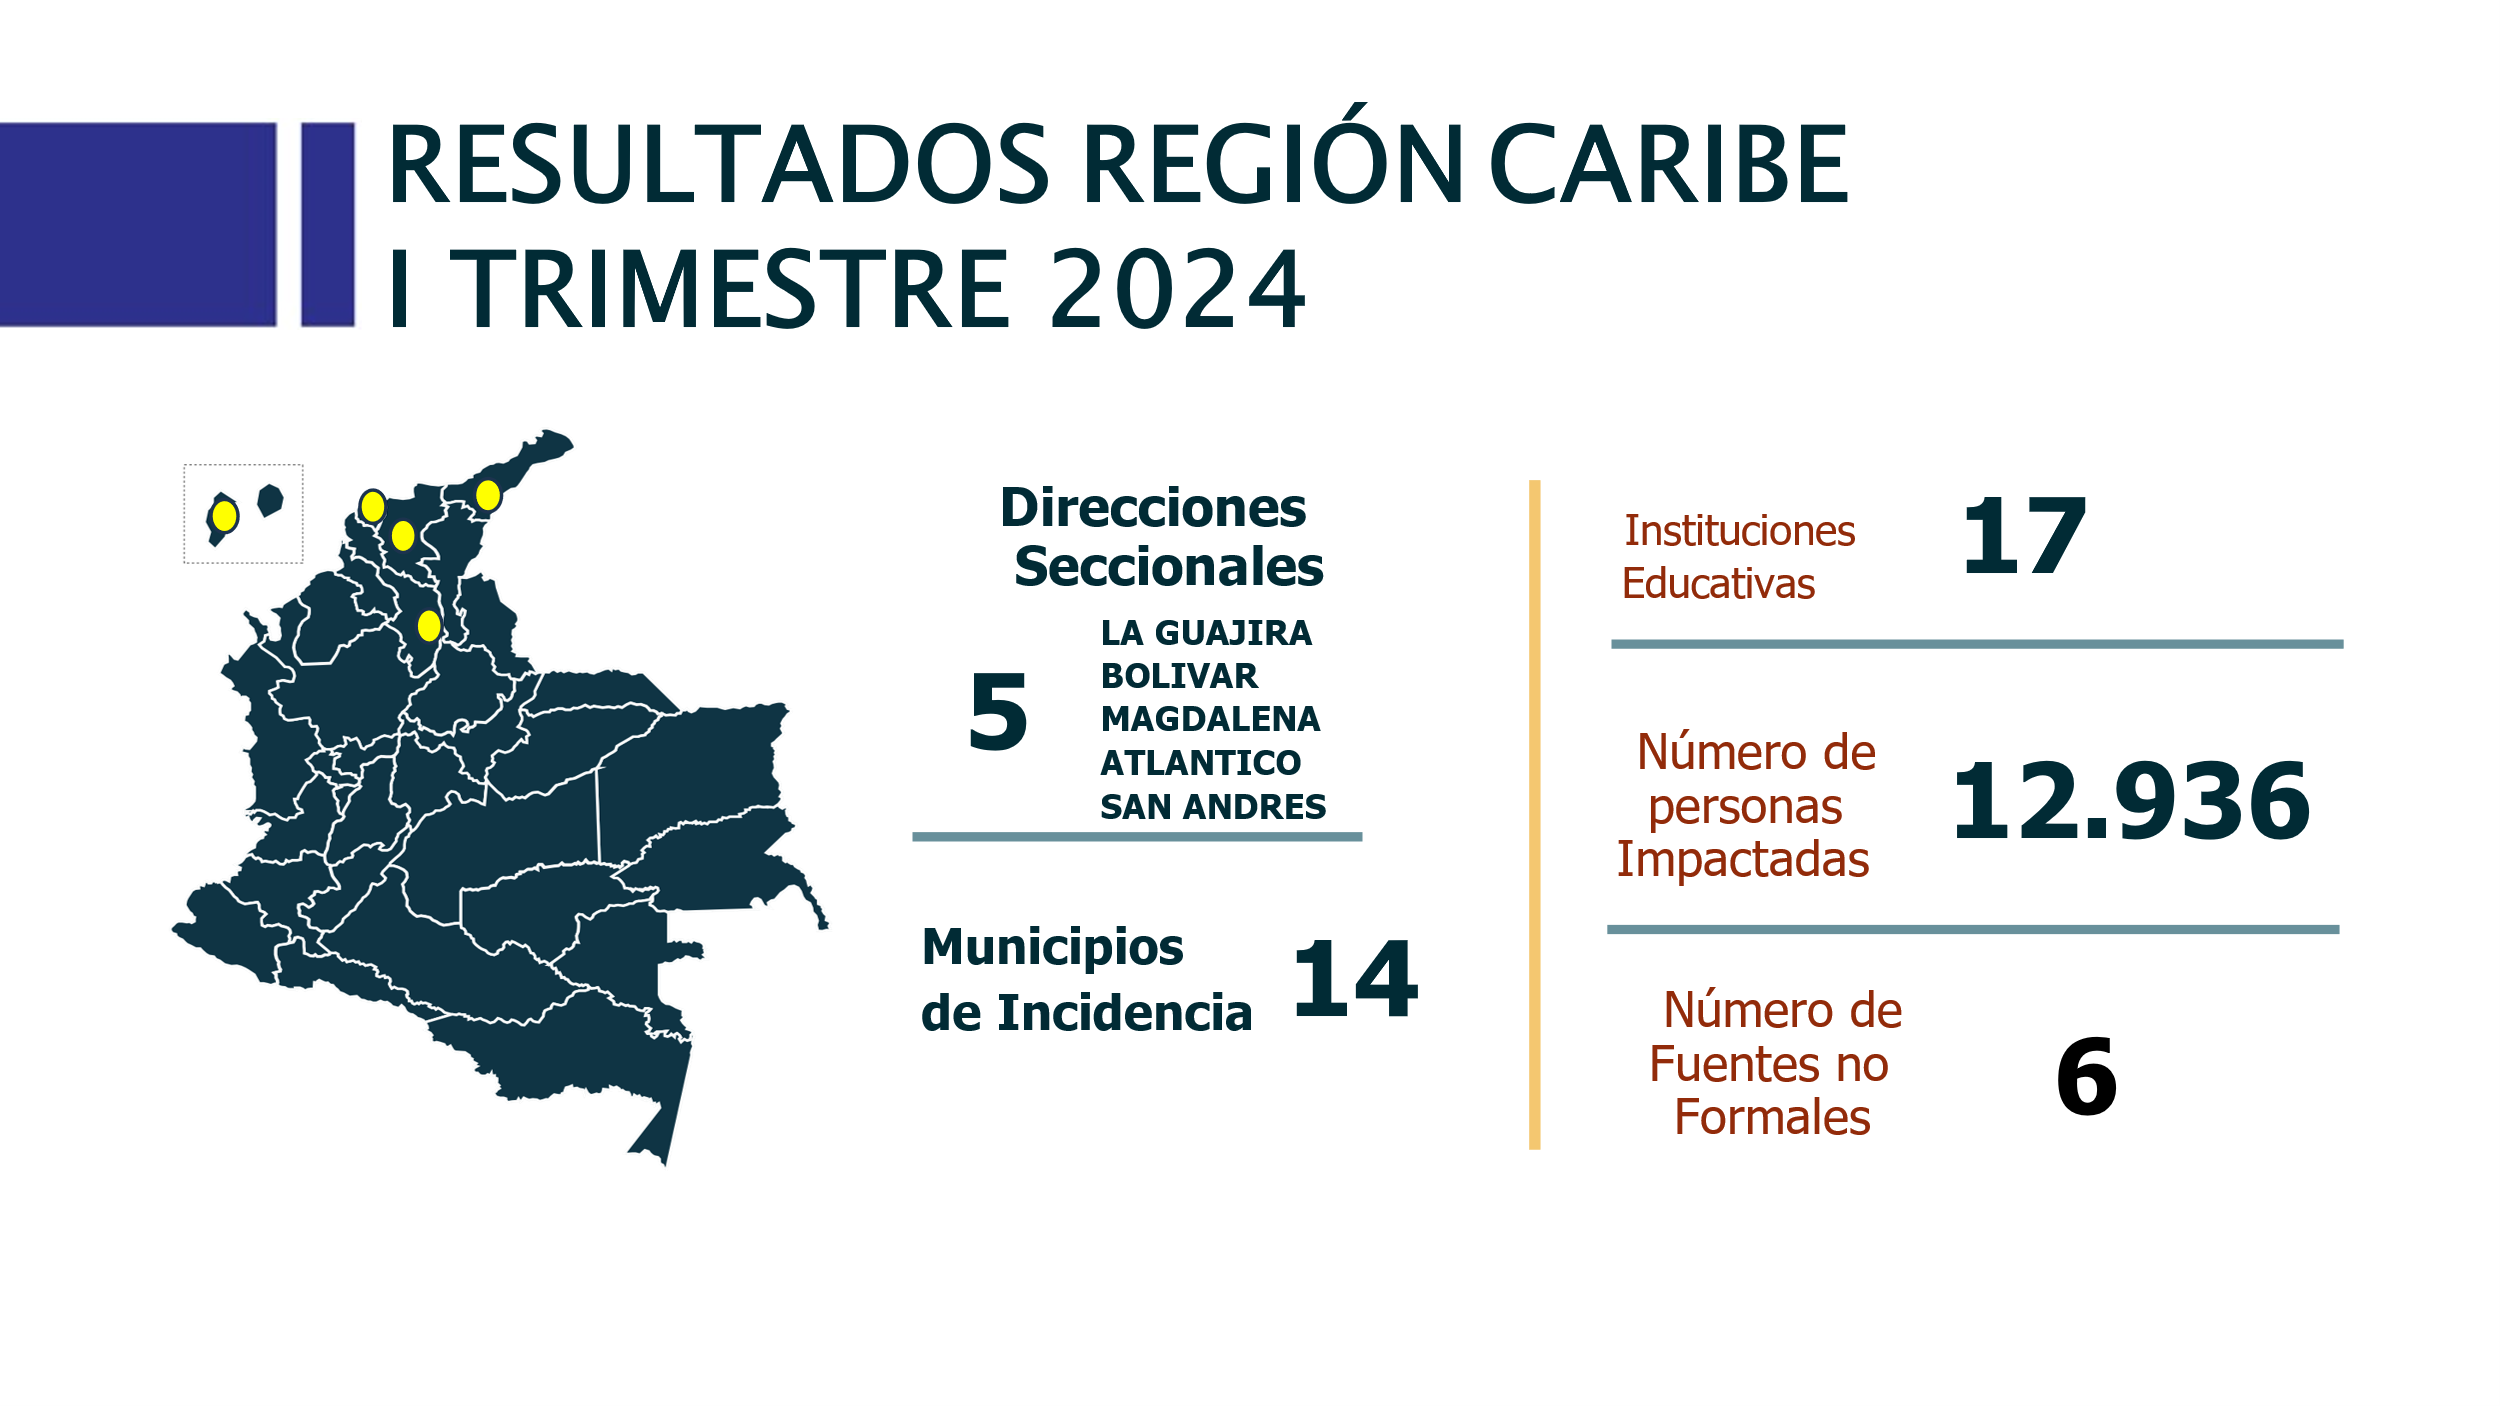 RESULTADOS REGIÓN CARIBE
I TRIMESTRE 2024
Direcciones
Seccionales
5
LA GUAJIRA
BOLIVAR
MAGDALENA
ATLANTICO
SAN ANDRES
Municipios
de Incidencia
14
Instituciones
Educativas
17
Número de
personas
Impactadas
12.936
Número de
Fuentes no
Formales
6